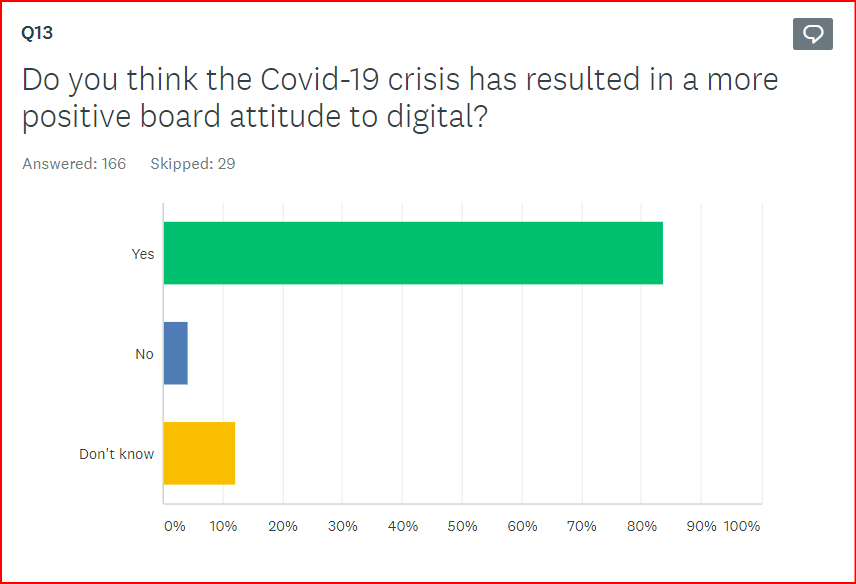 Q13
Do you think the Covid-19 crisis has resulted in a more
positive board attitude to digital?
Answered: 166 Skipped: 29
Yes
No
Don't know
0% 10% 20% 30% 40% 50% 60% 70% 80% 90% 100%